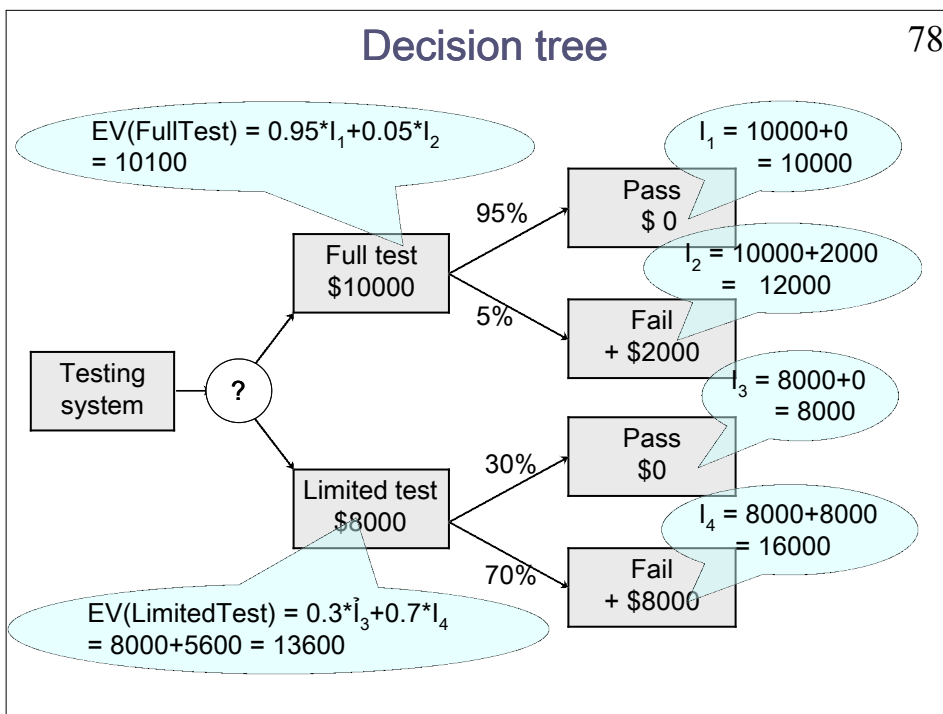 Decision tree
78
EV(FullTest) = 0.95*I₁+0.05*I₂
= 10100
I₁ = 10000+0
= 10000
Pass
$ 0
95%
Full test
$10000
I₂ = 10000+2000
= 12000
5%
Fail
+ $2000
Testing
system
?
I₃ = 8000+0
= 8000
Pass
$0
30%
Limited test
$8000
I₄ = 8000+8000
= 16000
70%
Fail
+ $8000
EV(LimitedTest) = 0.3*I₃+0.7*I₄
= 8000+5600 = 13600